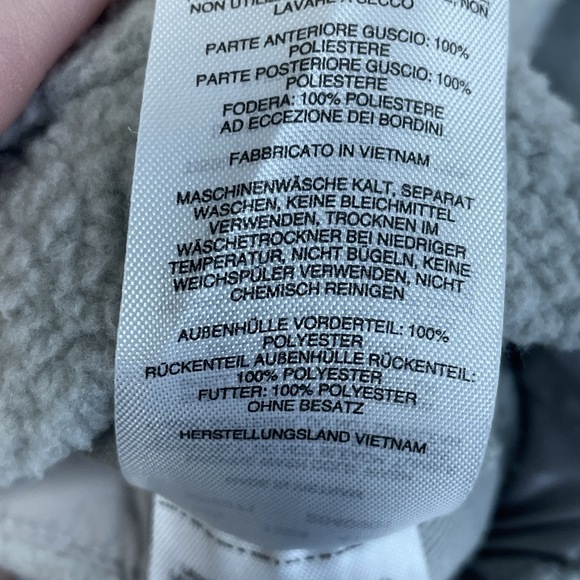 NON
LAVARE A SECCO
PARTE ANTERIORE GUSCIO: 100%
POLIESTERE
PARTE POSTERIORE GUSCIO: 100%
POLIESTERE
FODERA: 100% POLIESTERE
AD ECCEZIONE DEI BORDINI
FABBRICATO IN VIETNAM
MASCHINENWÄSCHE KALT, SEPARAT
WASCHEN, KEINE BLEICHMITTEL
VERWENDEN, TROCKNEN IM
WÄSCHETROCKNER BEI NIEDRIGER
TEMPERATUR, NICHT BÜGELN, KEINE
WEICHSPÜLER VERWENDEN, NICHT
CHEMISCH REINIGEN
AUßENHÜLLE VORDERTEIL: 100%
POLYESTER
RÜCKENTEIL AUßENHÜLLE RÜCKENTEIL:
100% POLYESTER
FUTTER: 100% POLYESTER
OHNE BESATZ
HERSTELLUNGSLAND VIETNAM